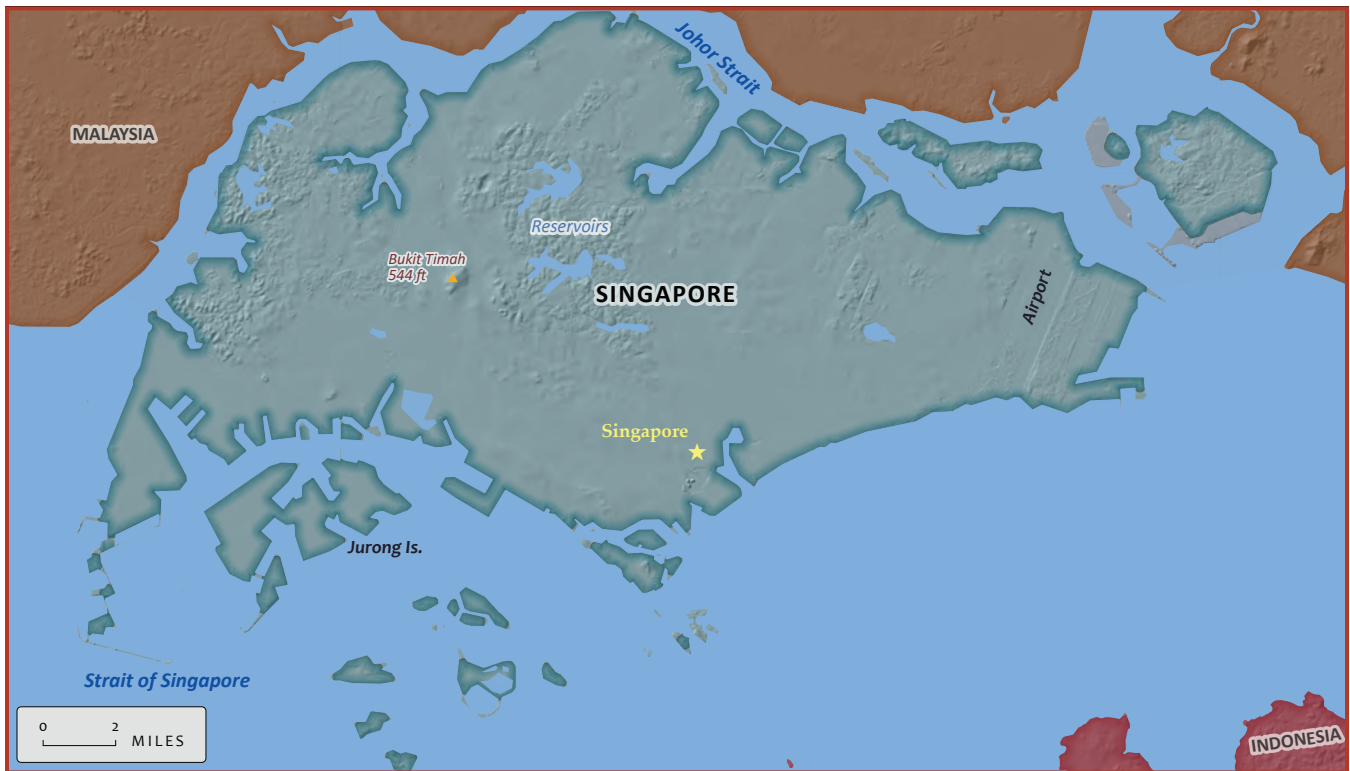 Johor Strait
MALAYSIA
Reservoirs
Bukit Timah
544 ft
SINGAPORE
Airport
Singapore
Jurong Is.
Strait of Singapore
0 2
MILES
INDONESIA